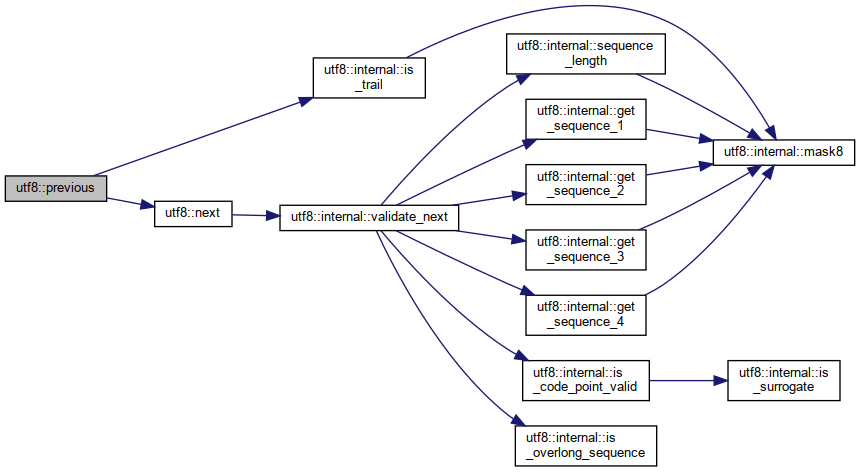 utf8::previous
utf8::internal::is
_trail
utf8::next
utf8::internal::validate_next
utf8::internal::sequence
_length
utf8::internal::get
_sequence_1
utf8::internal::get
_sequence_2
utf8::internal::get
_sequence_3
utf8::internal::get
_sequence_4
utf8::internal::is
_code_point_valid
utf8::internal::is
_overlong_sequence
utf8::internal::mask8
utf8::internal::is
_surrogate